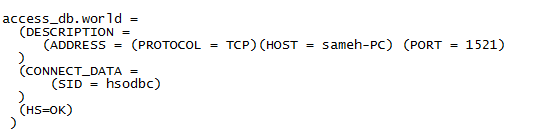 access_db.world =
(DESCRIPTION =
(ADDRESS = (PROTOCOL = TCP)(HOST = sameh-PC) (PORT = 1521)
)
(CONNECT_DATA =
(SID = hsodbc)
)
(HS=OK)
)